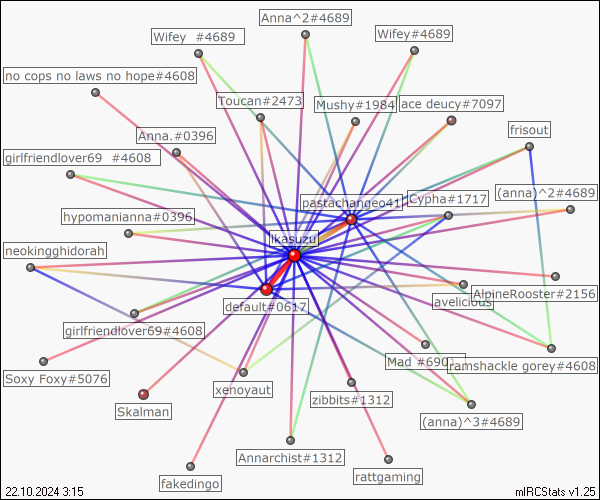 Anna^2#4689
Wifey  #4689
Wifey#4689
no cops no laws no hope#4608
Toucan#2473
Mushy#1984
ace deucy#7097
frisout
Anna.#0396
girlfriendlover69  #4608
(anna)^2#4689
pastachangeo41
Cypha#1717
hypomanianna#0396
ikasuzu
neokingghidorah
AlpineRooster#2156
avelicious
default#0617
girlfriendlover69#4608
Mad #690
ramshackle gorey#4608
Soxy Foxy#5076
xenoyaut
zibbits#1312
Skalman
(anna)^3#4689
Annarchist#1312
rattgaming
fakedingo
22.10.2024 3:15
mIRCStats v1.25